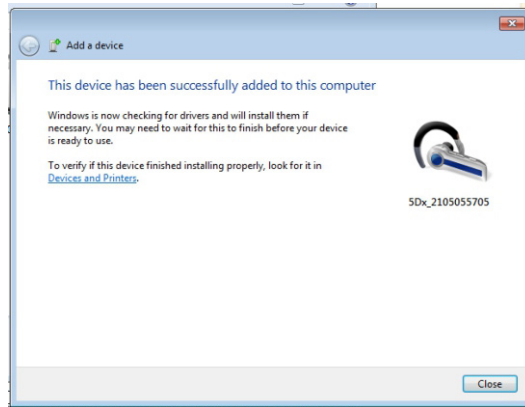 Add a device
This device has been successfully added to this computer
Windows is now checking for drivers and will install them if
necessary. You may need to wait for this to finish before your device
is ready to use.
To verify if this device finished installing properly, look for it in
Devices and Printers.
5Dx_2105055705
Close